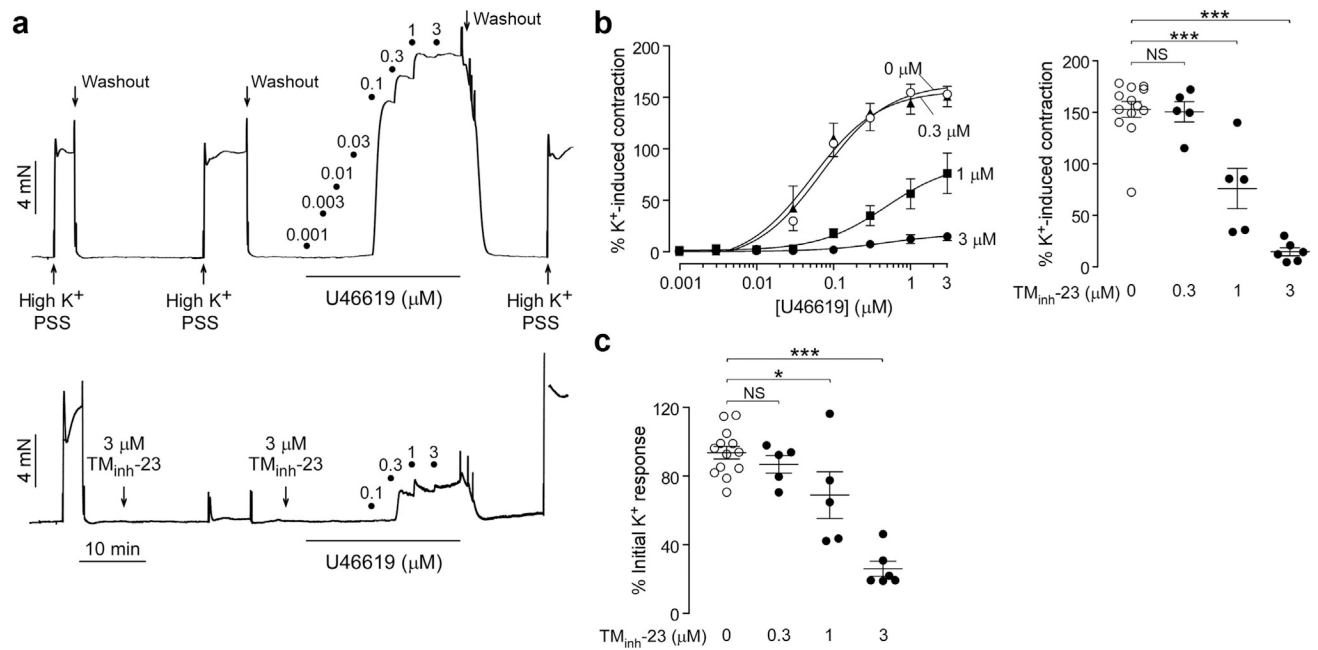 a
Washout
Washout
Washout
0.001
0.003
0.01
0.03
0.1
0.3
1
3
4 mN
High K⁺
PSS
High K⁺
PSS
U46619 (μM)
High K⁺
PSS
4 mN
3 μM
TMinh-23
3 μM
TMinh-23
0.1
0.3
1
3
10 min
U46619 (μM)
b
% K⁺-induced contraction
200
150
100
50
0
0 μM
0.3 μM
1 μM
3 μM
0.001
0.01
0.1
1
3
[U46619] (μM)
% K⁺-induced contraction
200
150
100
50
0
***
***
NS
TMinh-23 (μM) 0 0.3 1 3
c
% Initial K⁺ response
120
80
40
0
***
*
NS
TMinh-23 (μM) 0 0.3 1 3